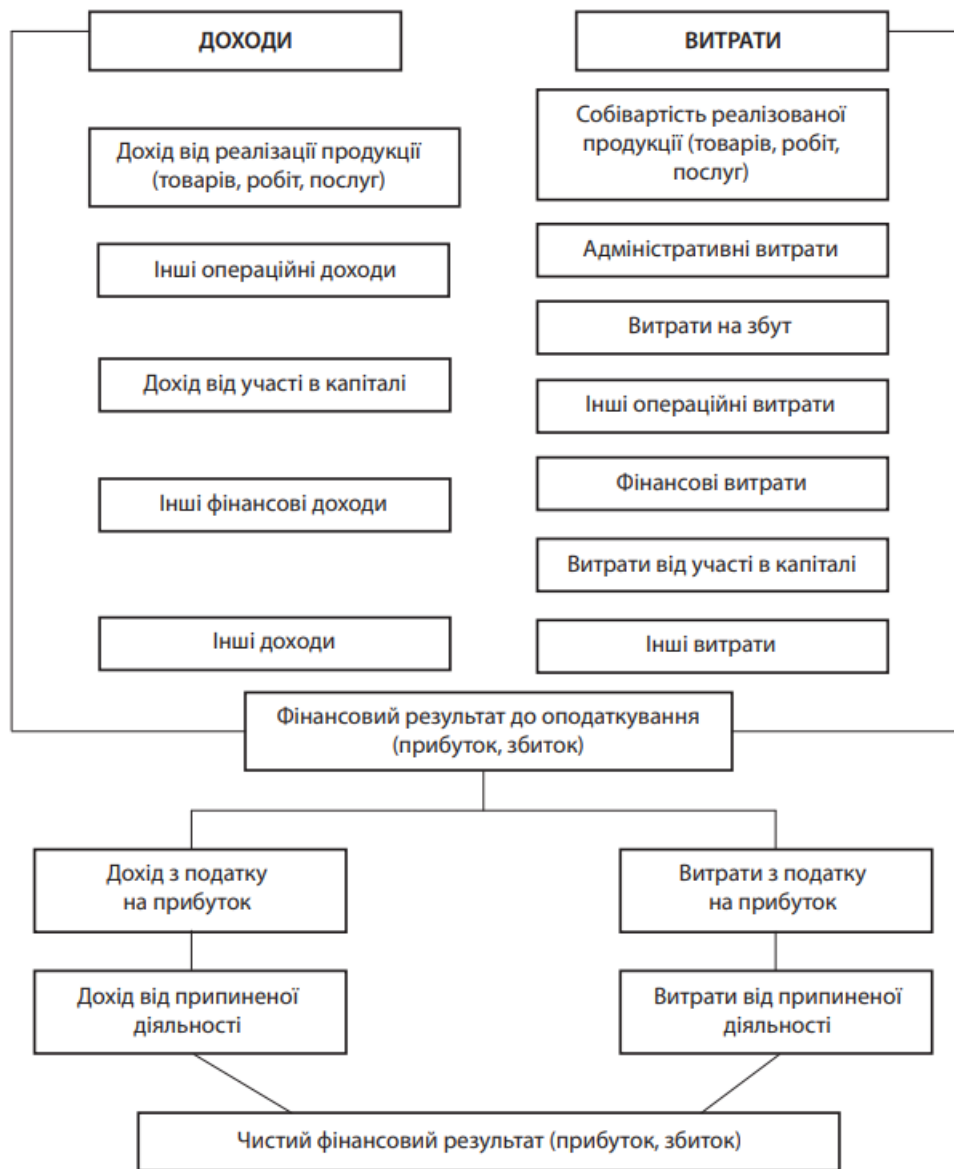 ДОХОДИ
ВИТРАТИ
Дохід від реалізації продукції
(товарів, робіт, послуг)
Інші операційні доходи
Дохід від участі в капіталі
Інші фінансові доходи
Інші доходи
Собівартість реалізованої
продукції (товарів, робіт,
послуг)
Адміністративні витрати
Витрати на збут
Інші операційні витрати
Фінансові витрати
Витрати від участі в капіталі
Інші витрати
Фінансовий результат до оподаткування
(прибуток, збиток)
Дохід з податку
на прибуток
Витрати з податку
на прибуток
Дохід від припиненої
діяльності
Витрати від припиненої
діяльності
Чистий фінансовий результат (прибуток, збиток)